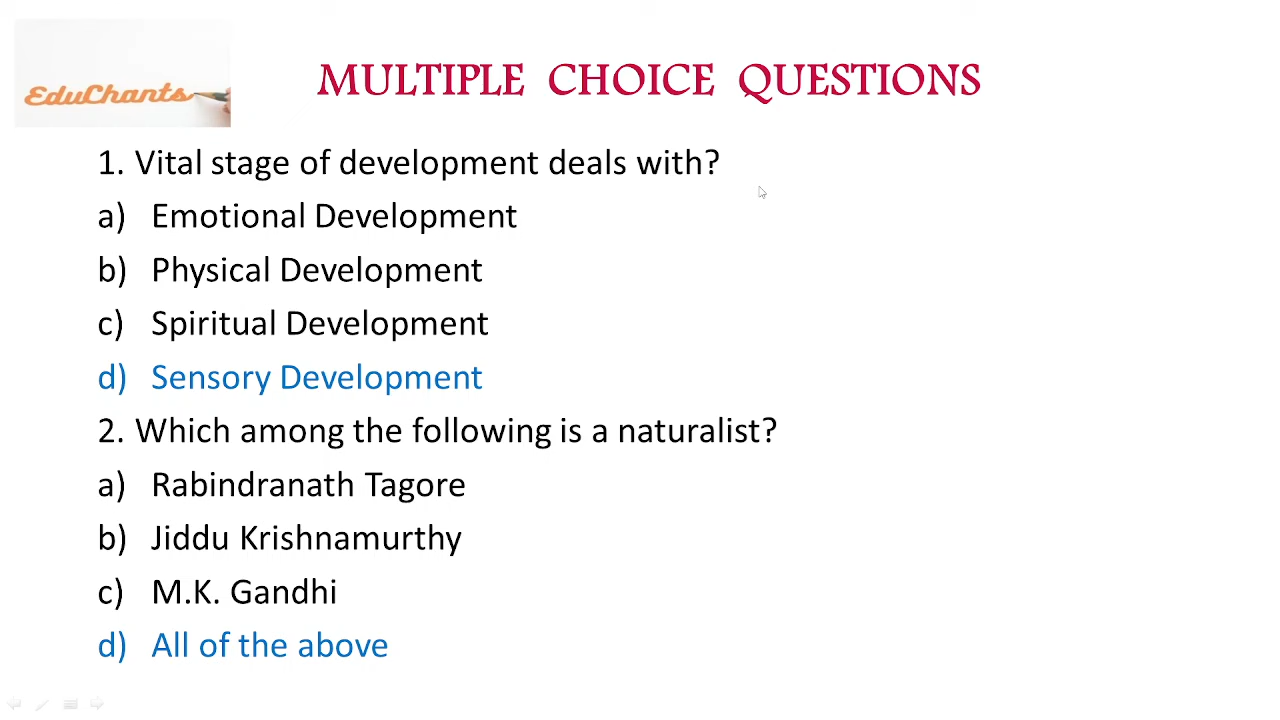 EduChants
MULTIPLE CHOICE QUESTIONS
1. Vital stage of development deals with?
a) Emotional Development
b) Physical Development
c) Spiritual Development
d) Sensory Development
2. Which among the following is a naturalist?
a) Rabindranath Tagore
b) Jiddu Krishnamurthy
c) M.K. Gandhi
d) All of the above